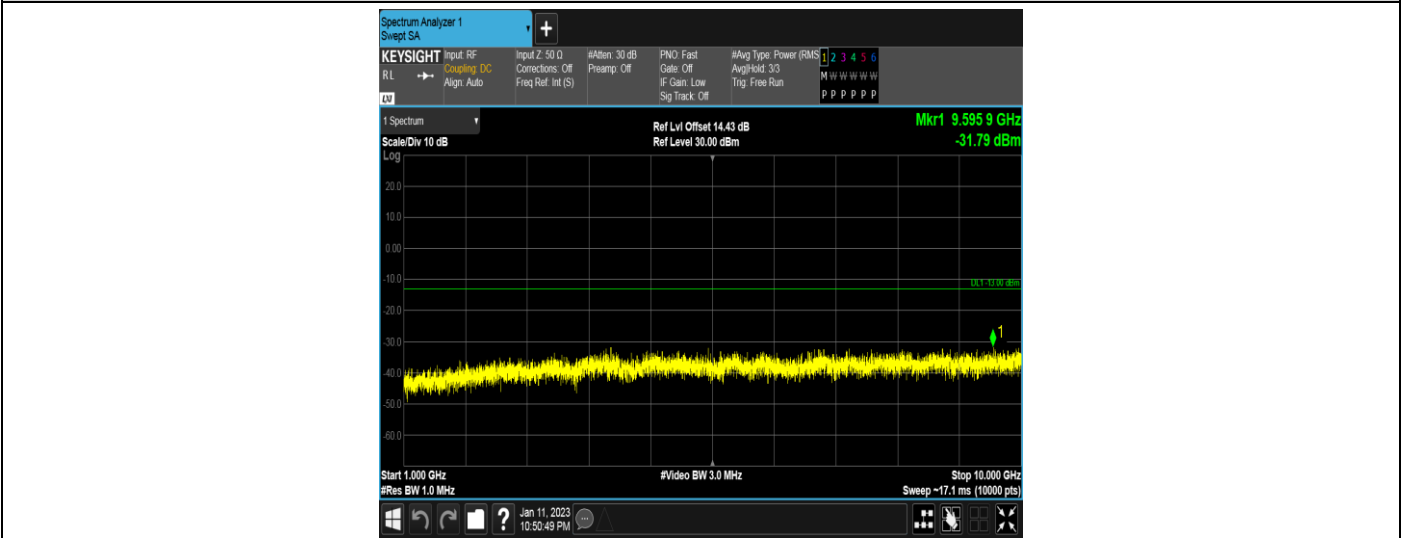 Spectrum Analyzer 1
Swept SA
+
KEYSIGHT Input: RF Input Z: 50 Ω #Atten: 30 dB PNO: Fast #Avg Type: Power (RMS 1 2 3 4 5 6
R L Coupling: DC Corrections: Off Preamp: Off Gate: Off Avg|Hold: 3/3 M W W W W W
Align: Auto Freq Ref: Int (S) IF Gain: Low Trig: Free Run P P P P P P
LXI Sig Track: Off
1 Spectrum Ref Lvl Offset 14.43 dB Mkr1 9.595 9 GHz
Scale/Div 10 dB Ref Level 30.00 dBm -31.79 dBm
Log
20.0
10.0
0.00
-10.0
DL1 -13.00 dBm
-20.0
1
-30.0
-40.0
-50.0
-60.0
Start 1.000 GHz #Video BW 3.0 MHz Stop 10.000 GHz
#Res BW 1.0 MHz Sweep ~17.1 ms (10000 pts)
? Jan 11, 2023
10:50:49 PM